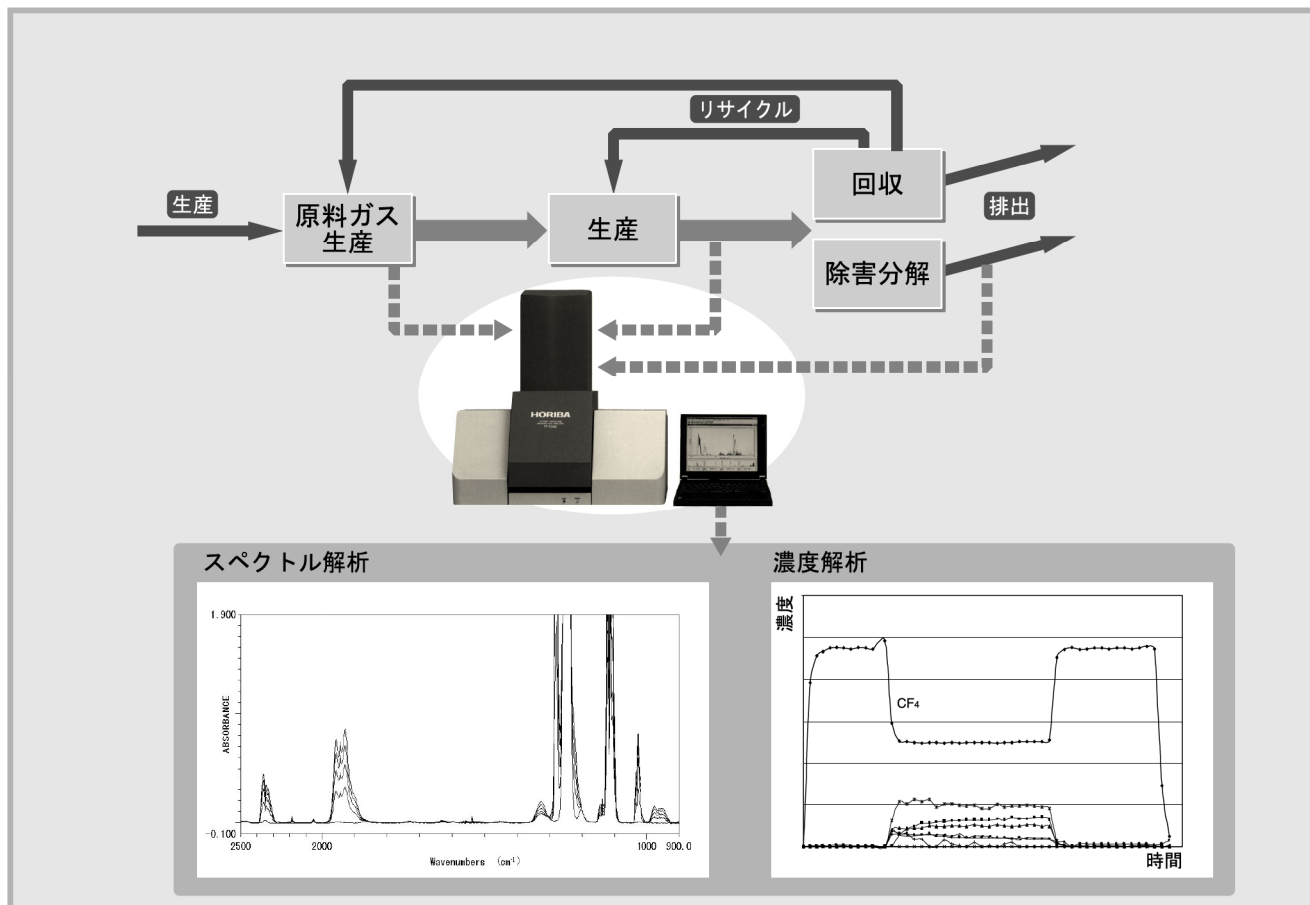 リサイクル
生産
原料ガス
生産
生産
回収
排出
除害分解
HORIBA
スペクトル解析
1.900
ABSORBANCE
-0.100
2500
2000
1000
900.0
Wavenumbers (cm-1)
濃度解析
濃度
CF4
時間